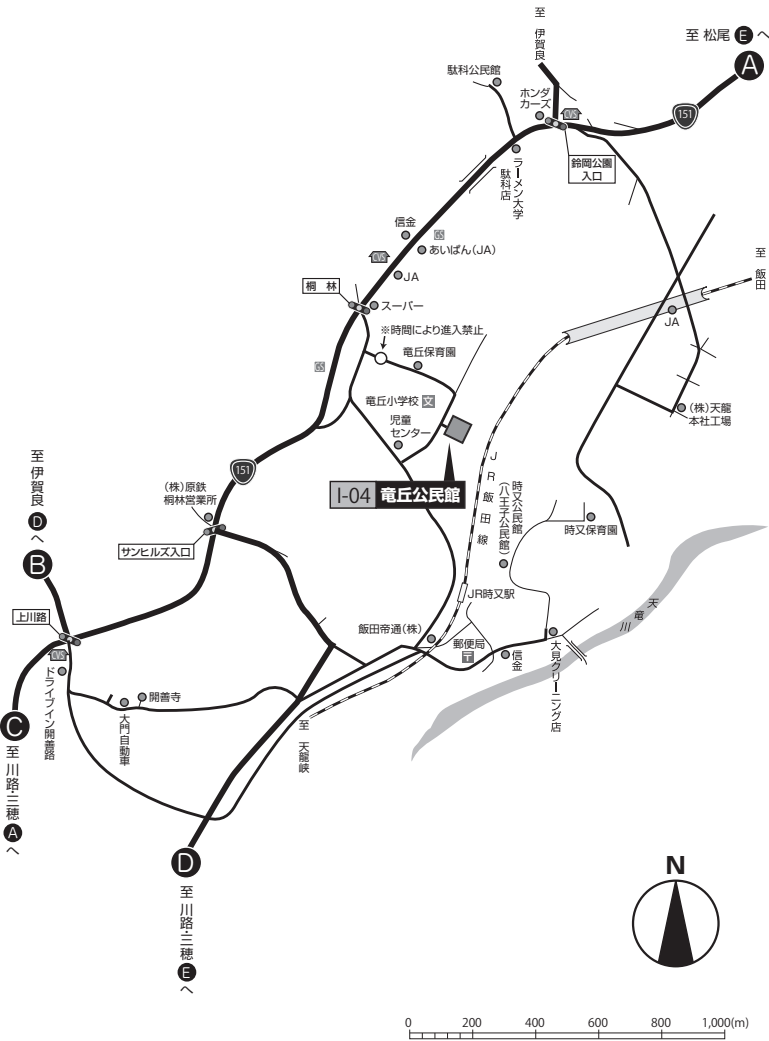 至 伊賀良
至 松尾 E へ
A
駄科公民館
ホンダ
カーズ
CVS
151
鈴岡公園
入口
ラーメン大学
駄科店
信金
GS
あいぱん(JA)
CVS
JA
桐 林
スーパー
至 飯田
JA
※時間により進入禁止
竜丘保育園
GS
竜丘小学校 文
児童
センター
(株)天龍
本社工場
I-04 竜丘公民館
JR飯田線
至 伊賀良 D へ
B
151
(株)原鉄
桐林営業所
サンヒルズ入口
時又公民館
(八王子公民館)
時又保育園
JR時又駅
天竜川
上川路
CVS
飯田帝通(株)
郵便局
〒
信金
大見クリーニング店
ドライブイン開善路
開善寺
大門自動車
C
至 川路・三穂 A へ
至 天龍峡
D
至 川路・三穂 E へ
N
0 200 400 600 800 1,000(m)